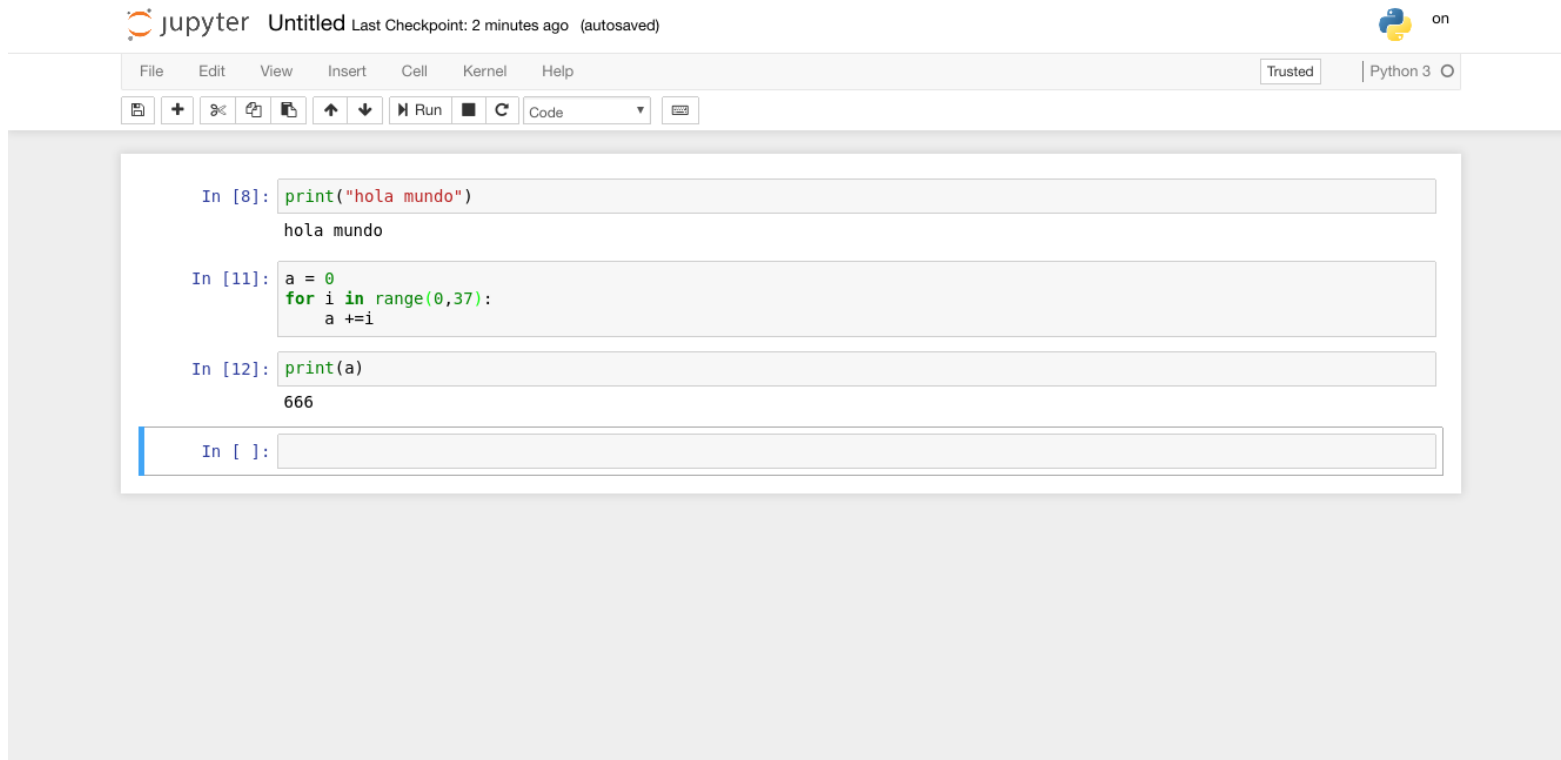 jupyter Untitled Last Checkpoint: 2 minutes ago (autosaved) on
File Edit View Insert Cell Kernel Help Trusted Python 3
Run Code
In [8]: print("hola mundo")
hola mundo
In [11]: a = 0
for i in range(0,37):
    a +=i
In [12]: print(a)
666
In [ ]: